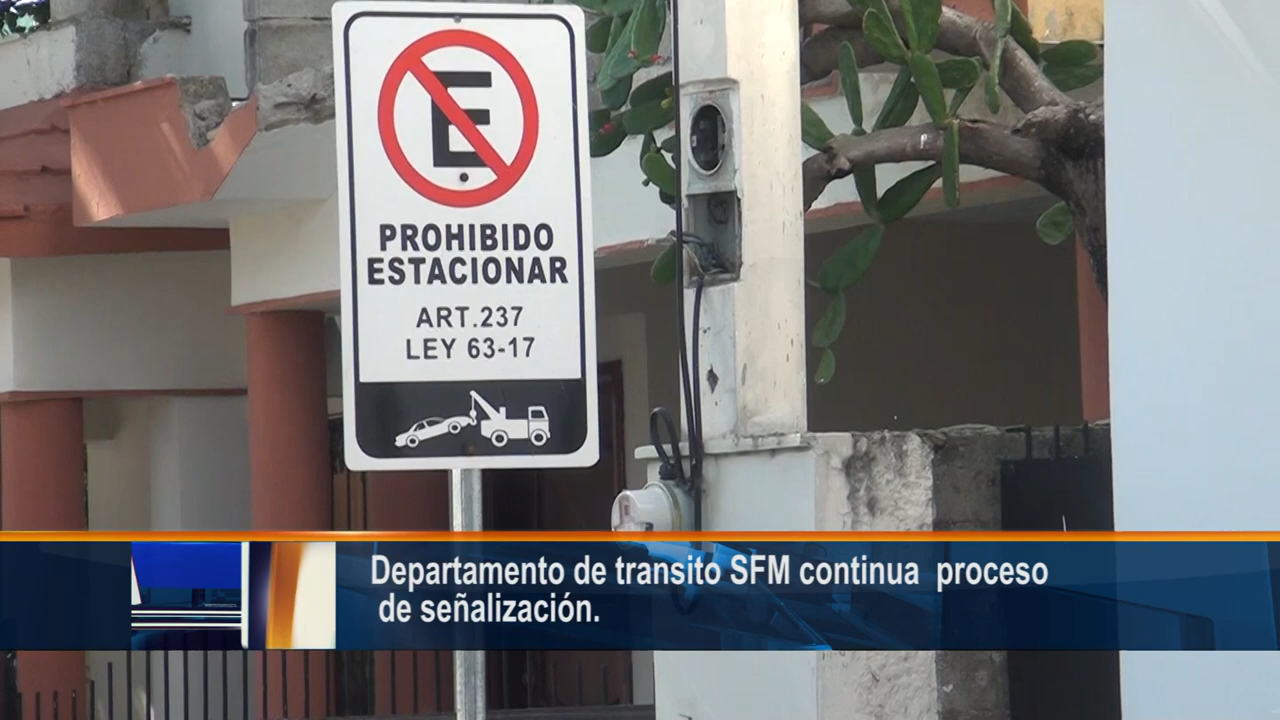 E
PROHIBIDO
ESTACIONAR
ART.237
LEY 63-17
Departamento de transito SFM continua proceso
de señalización.